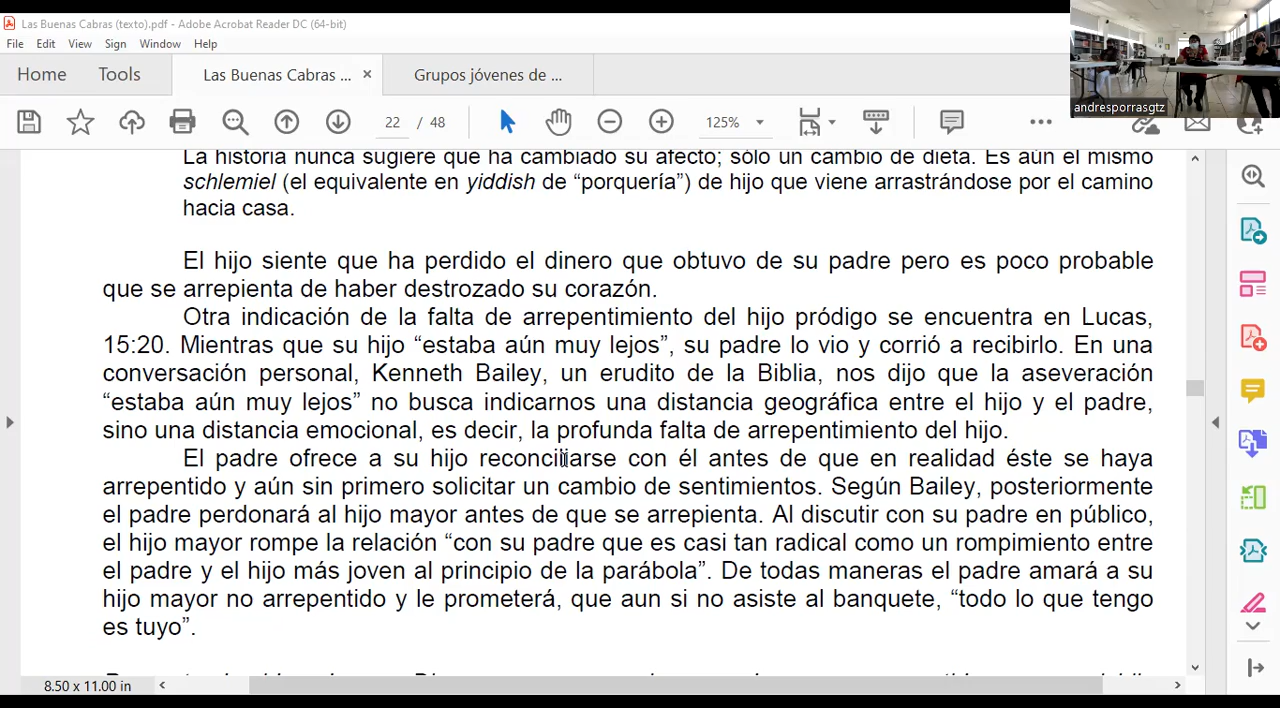 Las Buenas Cabras (texto).pdf - Adobe Acrobat Reader DC (64-bit)
File Edit View Sign Window Help
Home Tools Las Buenas Cabras ... × Grupos jóvenes de ...
22 / 48 125%
andresporrasgtz
La historia nunca sugiere que ha cambiado su afecto; sólo un cambio de dieta. Es aún el mismo
schlemiel (el equivalente en yiddish de “porquería”) de hijo que viene arrastrándose por el camino
hacia casa.
El hijo siente que ha perdido el dinero que obtuvo de su padre pero es poco probable
que se arrepienta de haber destrozado su corazón.
Otra indicación de la falta de arrepentimiento del hijo pródigo se encuentra en Lucas,
15:20. Mientras que su hijo “estaba aún muy lejos”, su padre lo vio y corrió a recibirlo. En una
conversación personal, Kenneth Bailey, un erudito de la Biblia, nos dijo que la aseveración
“estaba aún muy lejos” no busca indicarnos una distancia geográfica entre el hijo y el padre,
sino una distancia emocional, es decir, la profunda falta de arrepentimiento del hijo.
El padre ofrece a su hijo reconciliarse con él antes de que en realidad éste se haya
arrepentido y aún sin primero solicitar un cambio de sentimientos. Según Bailey, posteriormente
el padre perdonará al hijo mayor antes de que se arrepienta. Al discutir con su padre en público,
el hijo mayor rompe la relación “con su padre que es casi tan radical como un rompimiento entre
el padre y el hijo más joven al principio de la parábola”. De todas maneras el padre amará a su
hijo mayor no arrepentido y le prometerá, que aun si no asiste al banquete, “todo lo que tengo
es tuyo”.
8.50 x 11.00 in